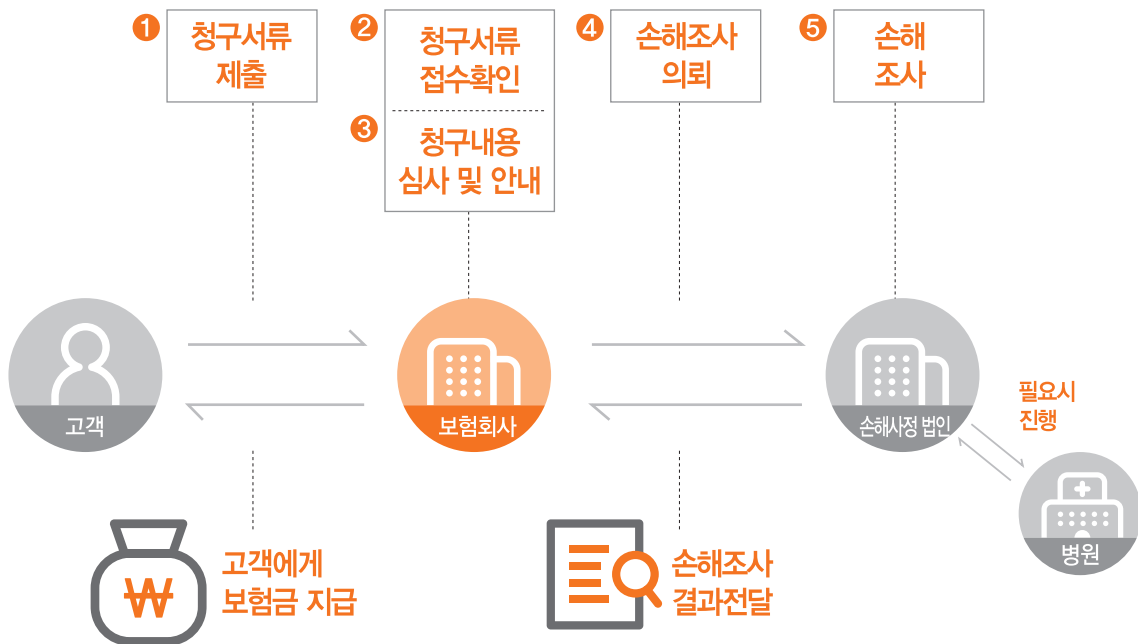 ❶ 청구서류
제출
❷ 청구서류
접수확인
❸ 청구내용
심사 및 안내
❹ 손해조사
의뢰
❺ 손해
조사
고객
보험회사
손해사정 법인
필요시
진행
병원
₩
고객에게
보험금 지급
손해조사
결과전달